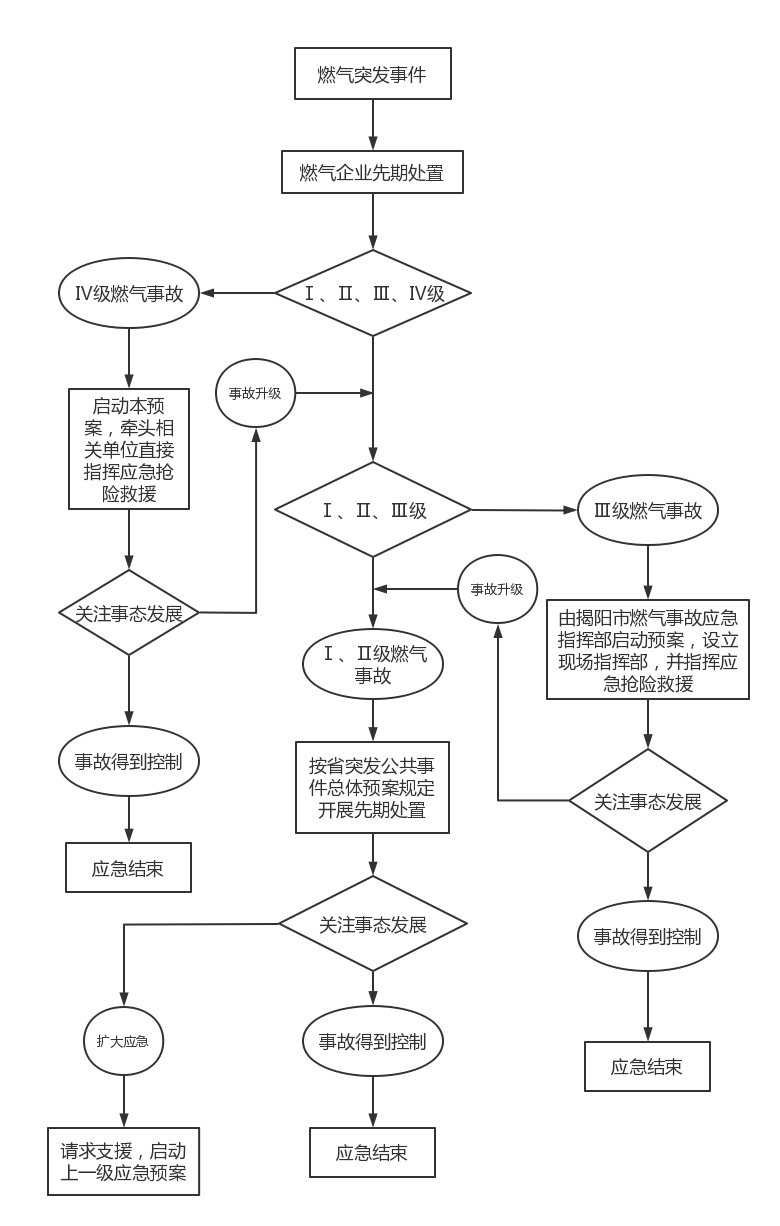 燃气突发事件
燃气企业先期处置
Ⅰ、Ⅱ、Ⅲ、Ⅳ级
Ⅳ级燃气事故
启动本预
案，牵头相
关单位直接
指挥应急抢
险救援
事故升级
关注事态发展
事故得到控制
应急结束
Ⅰ、Ⅱ、Ⅲ级
Ⅲ级燃气事故
由揭阳市燃气事故应急
指挥部启动预案，设立
现场指挥部，并指挥应
急抢险救援
事故升级
关注事态发展
事故得到控制
应急结束
Ⅰ、Ⅱ级燃气
事故
按省突发公共事
件总体预案规定
开展先期处置
关注事态发展
扩大应急
请求支援，启动
上一级应急预案
事故得到控制
应急结束